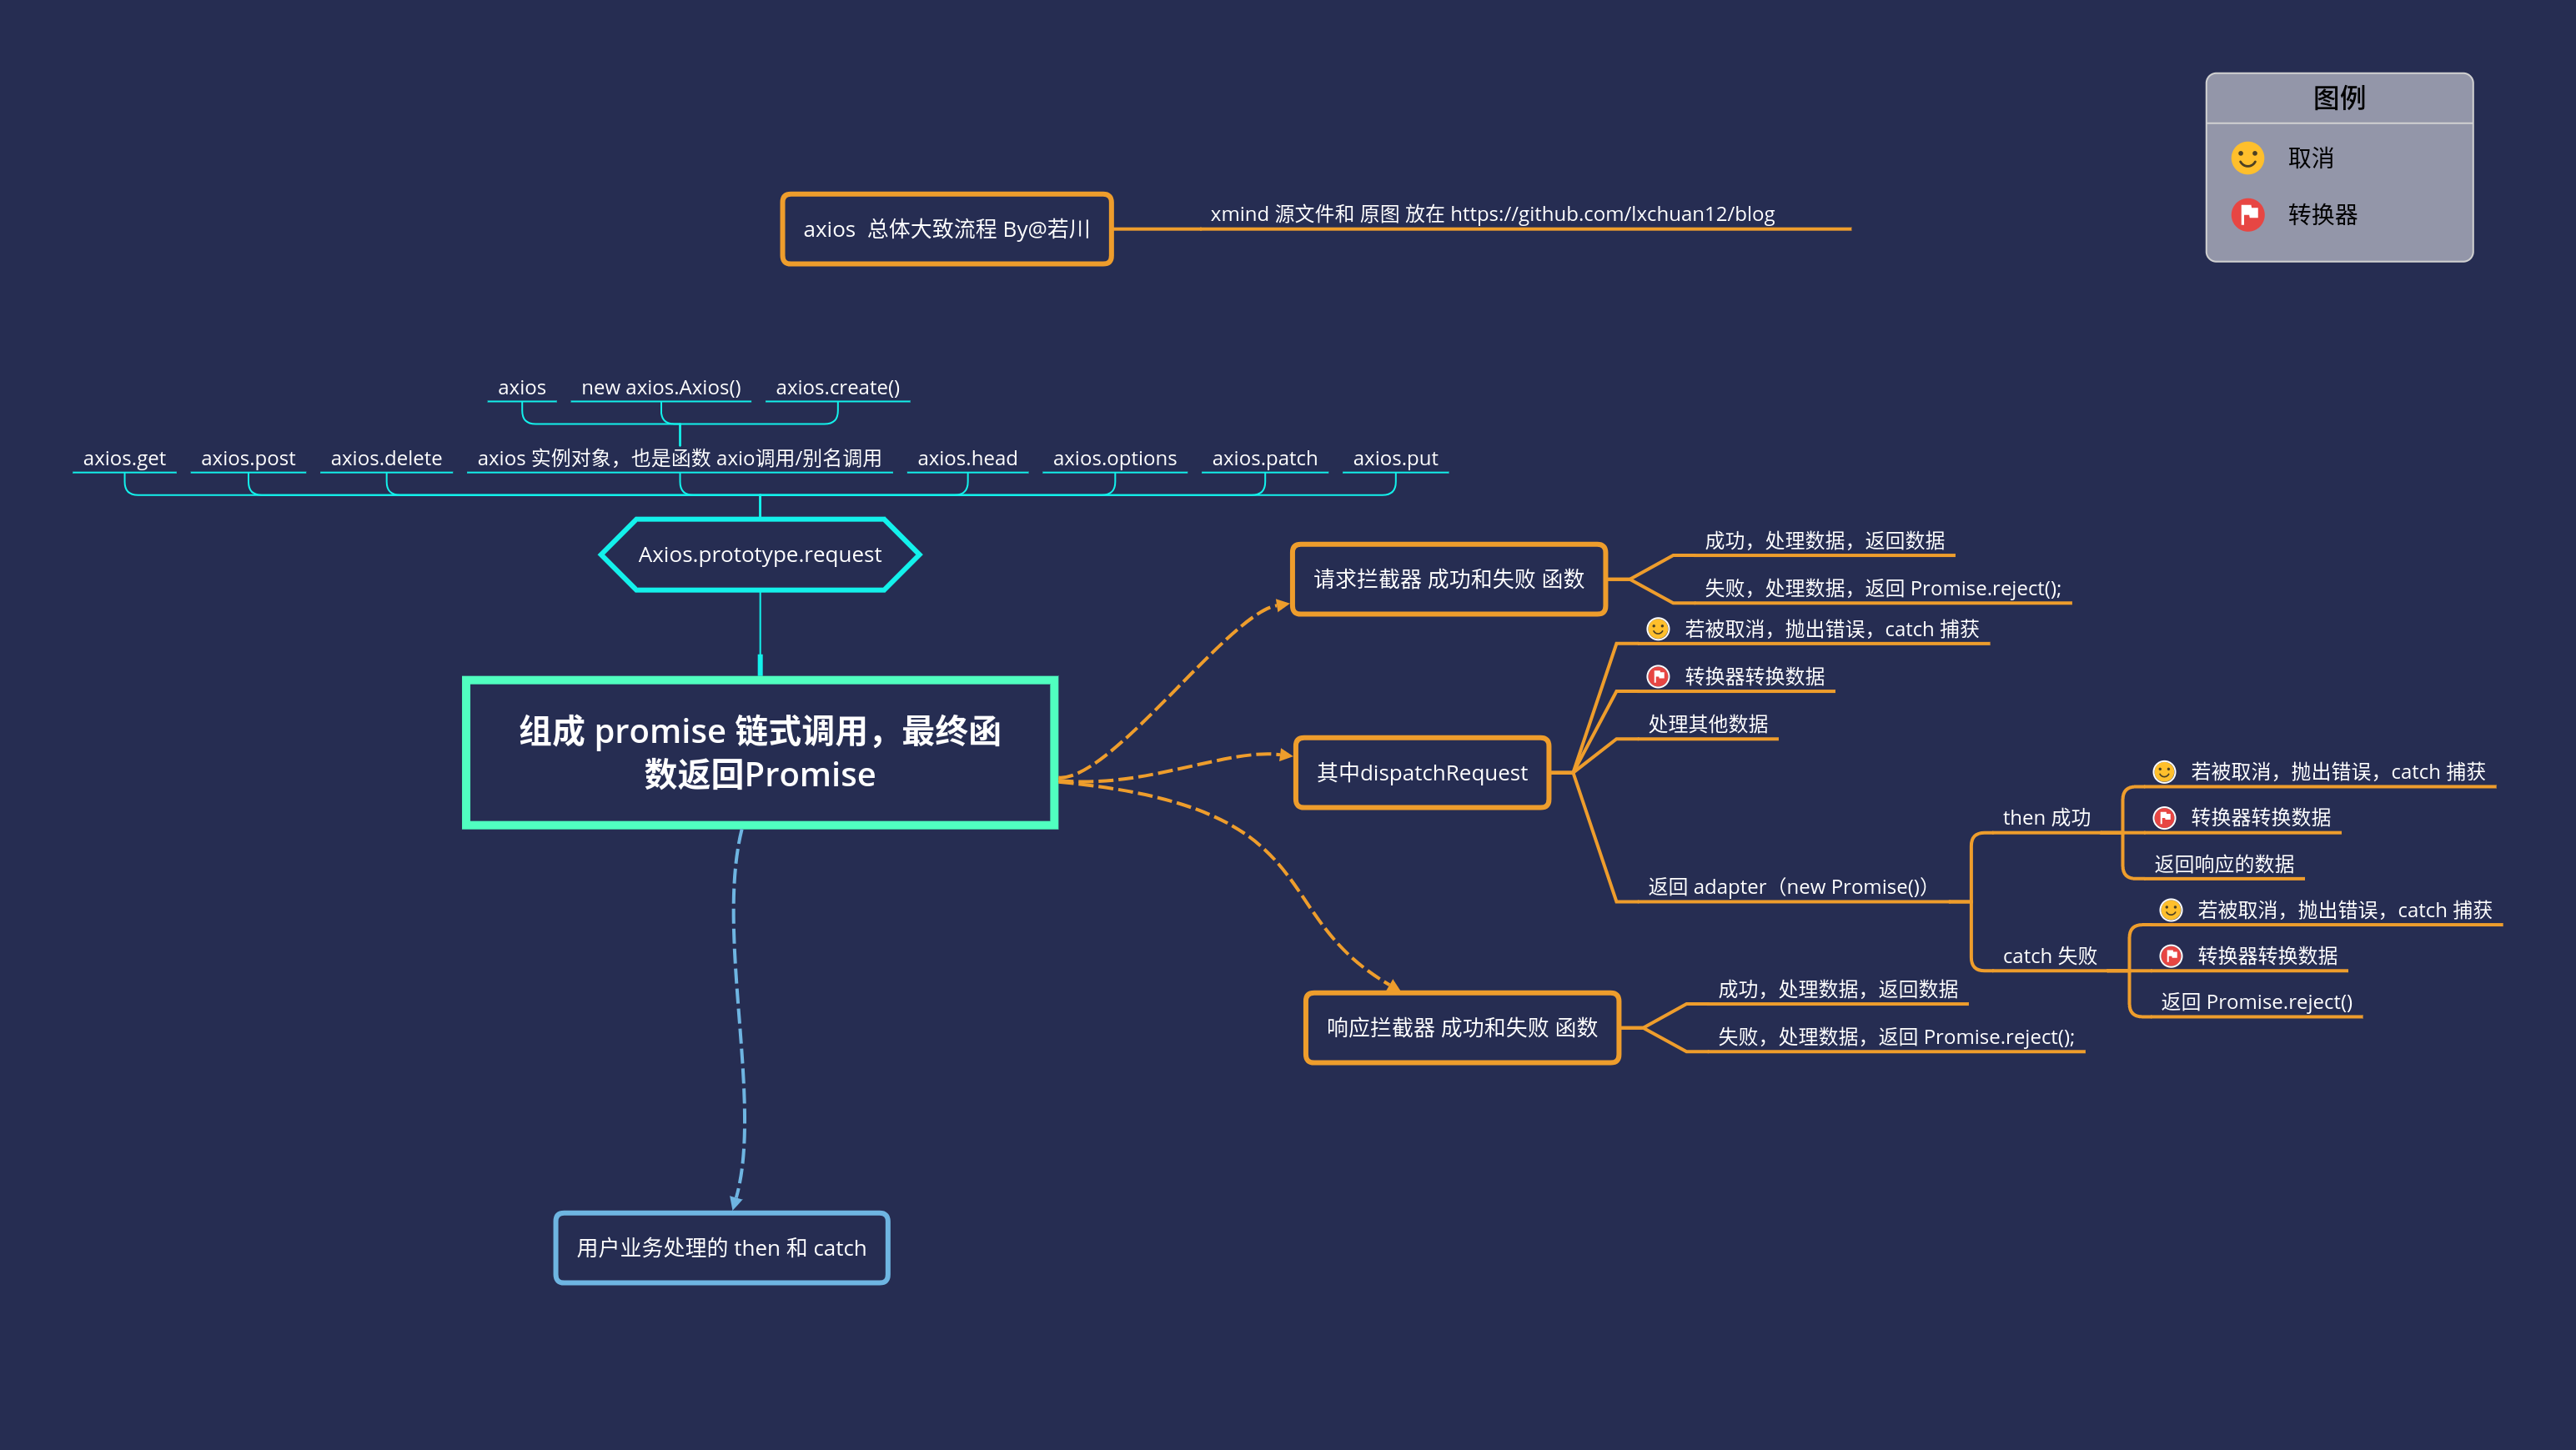 图例
取消
转换器
axios  总体大致流程 By@若川
xmind 源文件和 原图 放在 https://github.com/lxchuan12/blog
axios
new axios.Axios()
axios.create()
axios.get
axios.post
axios.delete
axios 实例对象，也是函数 axio调用/别名调用
axios.head
axios.options
axios.patch
axios.put
Axios.prototype.request
组成 promise 链式调用，最终函
数返回Promise
请求拦截器 成功和失败 函数
成功，处理数据，返回数据
失败，处理数据，返回 Promise.reject();
其中dispatchRequest
若被取消，抛出错误，catch 捕获
转换器转换数据
处理其他数据
返回 adapter（new Promise()）
then 成功
若被取消，抛出错误，catch 捕获
转换器转换数据
返回响应的数据
catch 失败
若被取消，抛出错误，catch 捕获
转换器转换数据
返回 Promise.reject()
响应拦截器 成功和失败 函数
成功，处理数据，返回数据
失败，处理数据，返回 Promise.reject();
用户业务处理的 then 和 catch